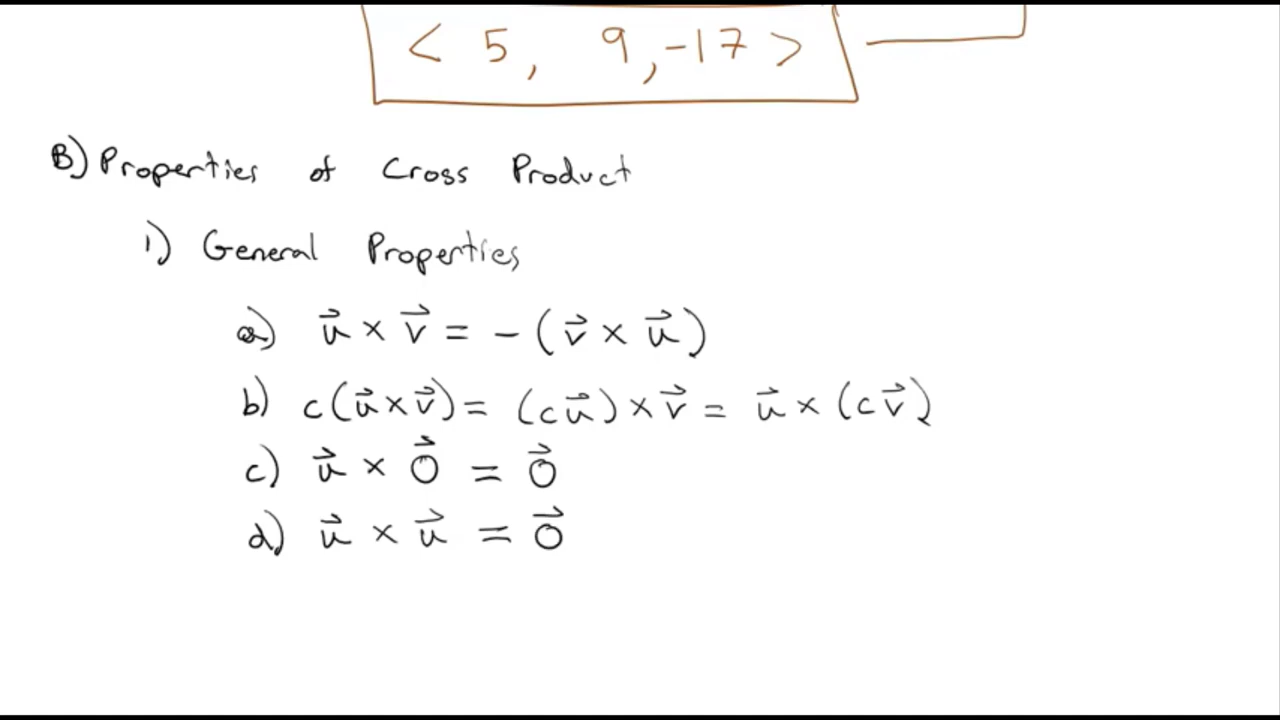 < 5, 9, -17 >
B) Properties of Cross Product
1) General Properties
a) u⃗ × v⃗ = - (v⃗ × u⃗)
b) c(u⃗ × v⃗) = (cu⃗) × v⃗ = u⃗ × (cv⃗)
c) u⃗ × 0⃗ = 0⃗
d) u⃗ × u⃗ = 0⃗